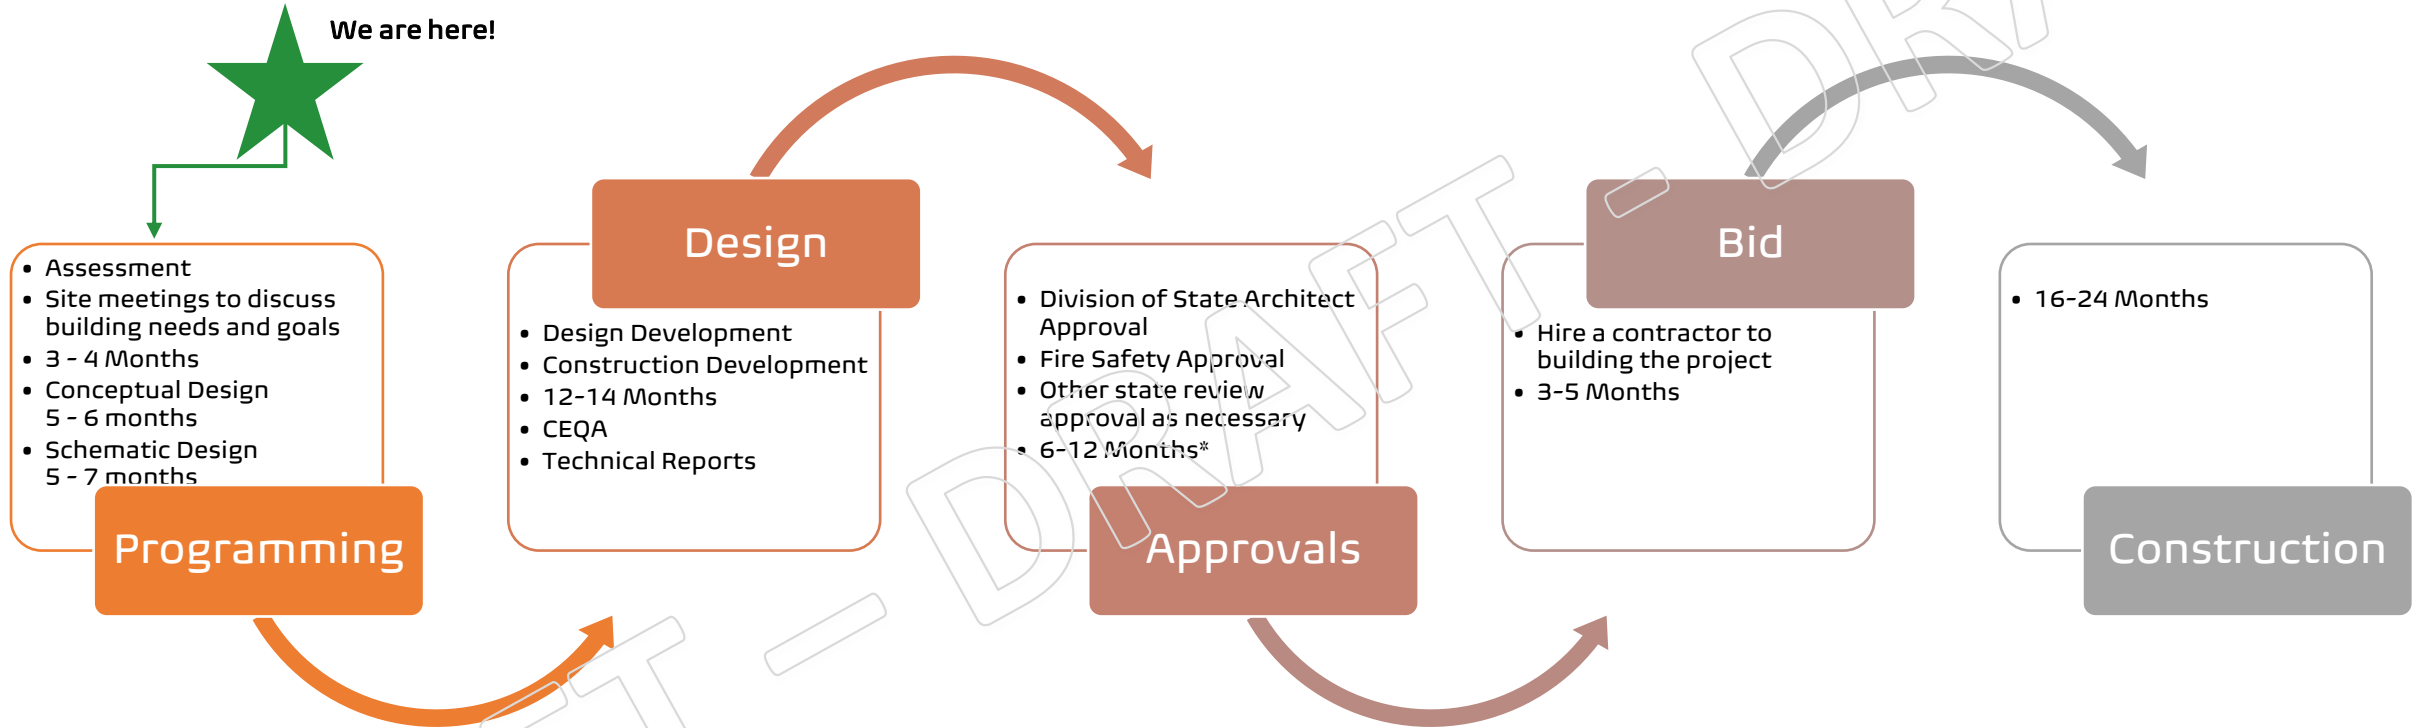 We are here!
• Assessment
• Site meetings to discuss
building needs and goals
• 3 - 4 Months
• Conceptual Design
5 - 6 months
• Schematic Design
5 - 7 months
Programming
Design
• Design Development
• Construction Development
• 12-14 Months
• CEQA
• Technical Reports
• Division of State Architect
Approval
• Fire Safety Approval
• Other state review
approval as necessary
• 6-12 Months*
Approvals
Bid
• Hire a contractor to
building the project
• 3-5 Months
• 16-24 Months
Construction
DRAFT - DRA